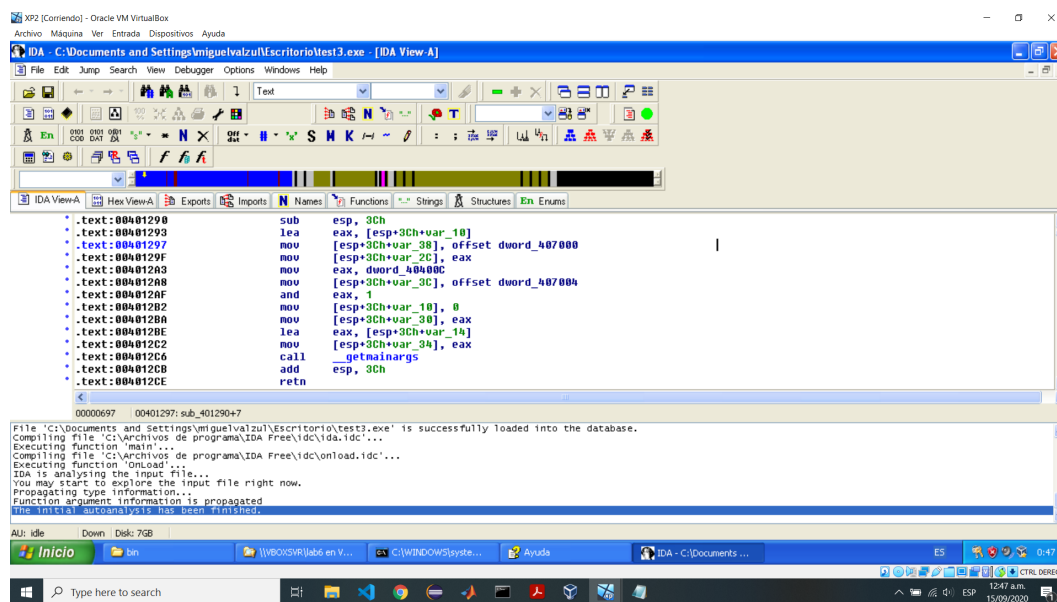 XP2 [Corriendo] - Oracle VM VirtualBox
Archivo Máquina Ver Entrada Dispositivos Ayuda
IDA - C:\Documents and Settings\miguelvalzul\Escritorio\test3.exe - [IDA View-A]
File Edit Jump Search View Debugger Options Windows Help
Text
En
IDA View-A Hex View-A Exports Imports N Names Functions Strings Structures En Enums
.text:00401290 sub esp, 3Ch
.text:00401293 lea eax, [esp+3Ch+var_10]
.text:00401297 mov [esp+3Ch+var_38], offset dword_407000
.text:0040129F mov [esp+3Ch+var_2C], eax
.text:004012A3 mov eax, dword_40400C
.text:004012A8 mov [esp+3Ch+var_3C], offset dword_407004
.text:004012AF and eax, 1
.text:004012B2 mov [esp+3Ch+var_10], 0
.text:004012BA mov [esp+3Ch+var_30], eax
.text:004012BE lea eax, [esp+3Ch+var_14]
.text:004012C2 mov [esp+3Ch+var_34], eax
.text:004012C6 call __getmainargs
.text:004012CB add esp, 3Ch
.text:004012CE retn
00000697 00401297: sub_401290+7
File 'C:\Documents and Settings\miguelvalzul\Escritorio\test3.exe' is successfully loaded into the database.
Compiling file 'C:\Archivos de programa\IDA Free\idc\ida.idc'...
Executing function 'main'...
Compiling file 'C:\Archivos de programa\IDA Free\idc\onload.idc'...
Executing function 'OnLoad'...
IDA is analysing the input file...
You may start to explore the input file right now.
Propagating type information...
Function argument information is propagated
The initial autoanalysis has been finished.
AU: idle Down Disk: 7GB
Inicio bin \\VBOXSVR\lab6 en V... C:\WINDOWS\syste... Ayuda IDA - C:\Documents ... ES 0:47
CTRL DEREC
Type here to search ESP 12:47 a.m.
15/09/2020